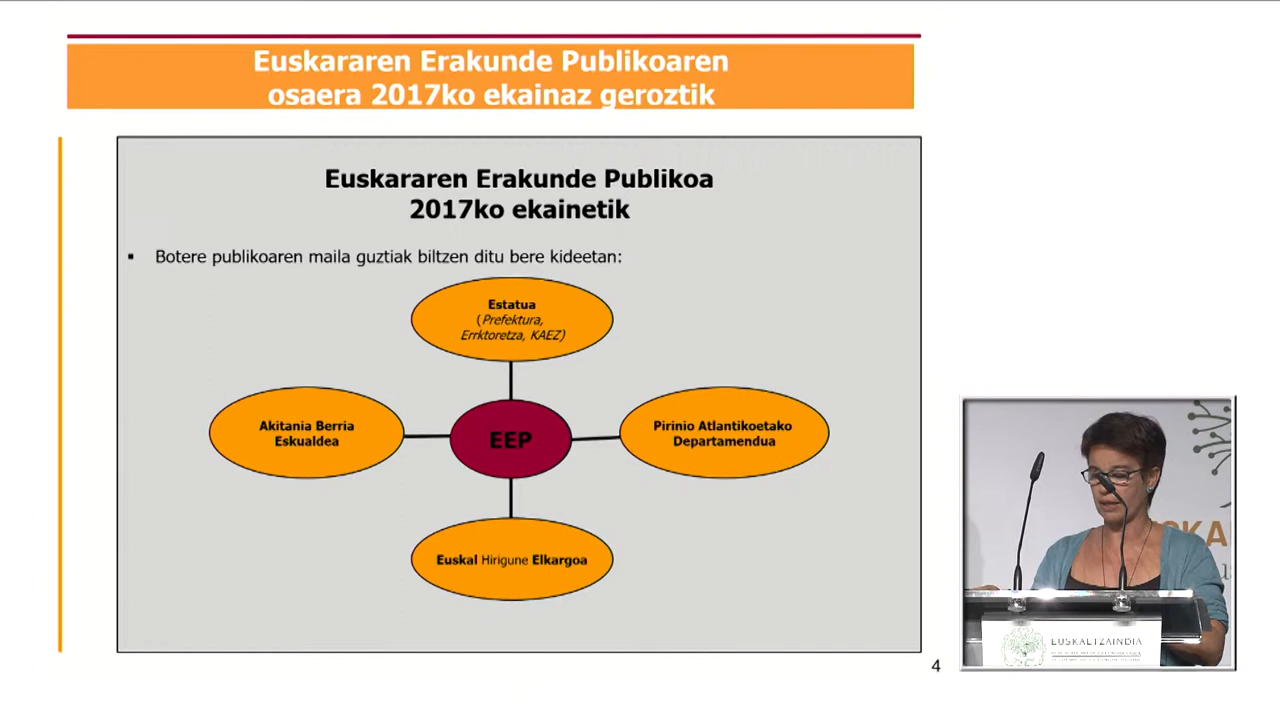 Euskararen Erakunde Publikoaren
osaera 2017ko ekainaz geroztik
Euskararen Erakunde Publikoa
2017ko ekainetik
▪ Botere publikoaren maila guztiak biltzen ditu bere kideetan:
Estatua
(Prefektura,
Errktoretza, KAEZ)
Akitania Berria
Eskualdea
EEP
Pirinio Atlantikoetako
Departamendua
Euskal Hirigune Elkargoa
4
EUSKALTZAINDIA